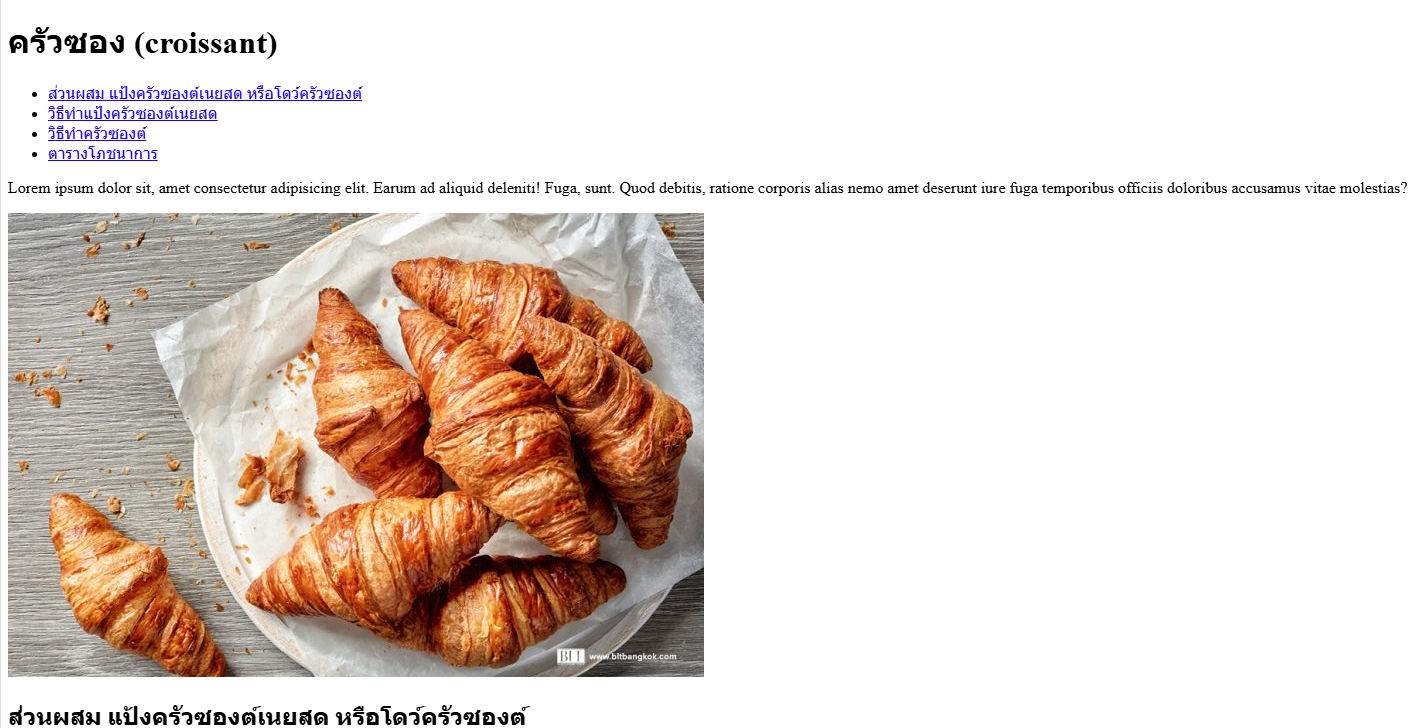 ครัวซอง (croissant)
ส่วนผสม แป้งครัวซองต์เนยสด หรือโดว์ครัวซองต์
วิธีทำแป้งครัวซองต์เนยสด
วิธีทำครัวซองต์
ตารางโภชนาการ
Lorem ipsum dolor sit, amet consectetur adipisicing elit. Earum ad aliquid deleniti! Fuga, sunt. Quod debitis, ratione corporis alias nemo amet deserunt iure fuga temporibus officiis doloribus accusamus vitae molestias?
BLT www.bltbangkok.com
ส่วนผสม แป้งครัวซองต์เนยสด หรือโดว์ครัวซองต์